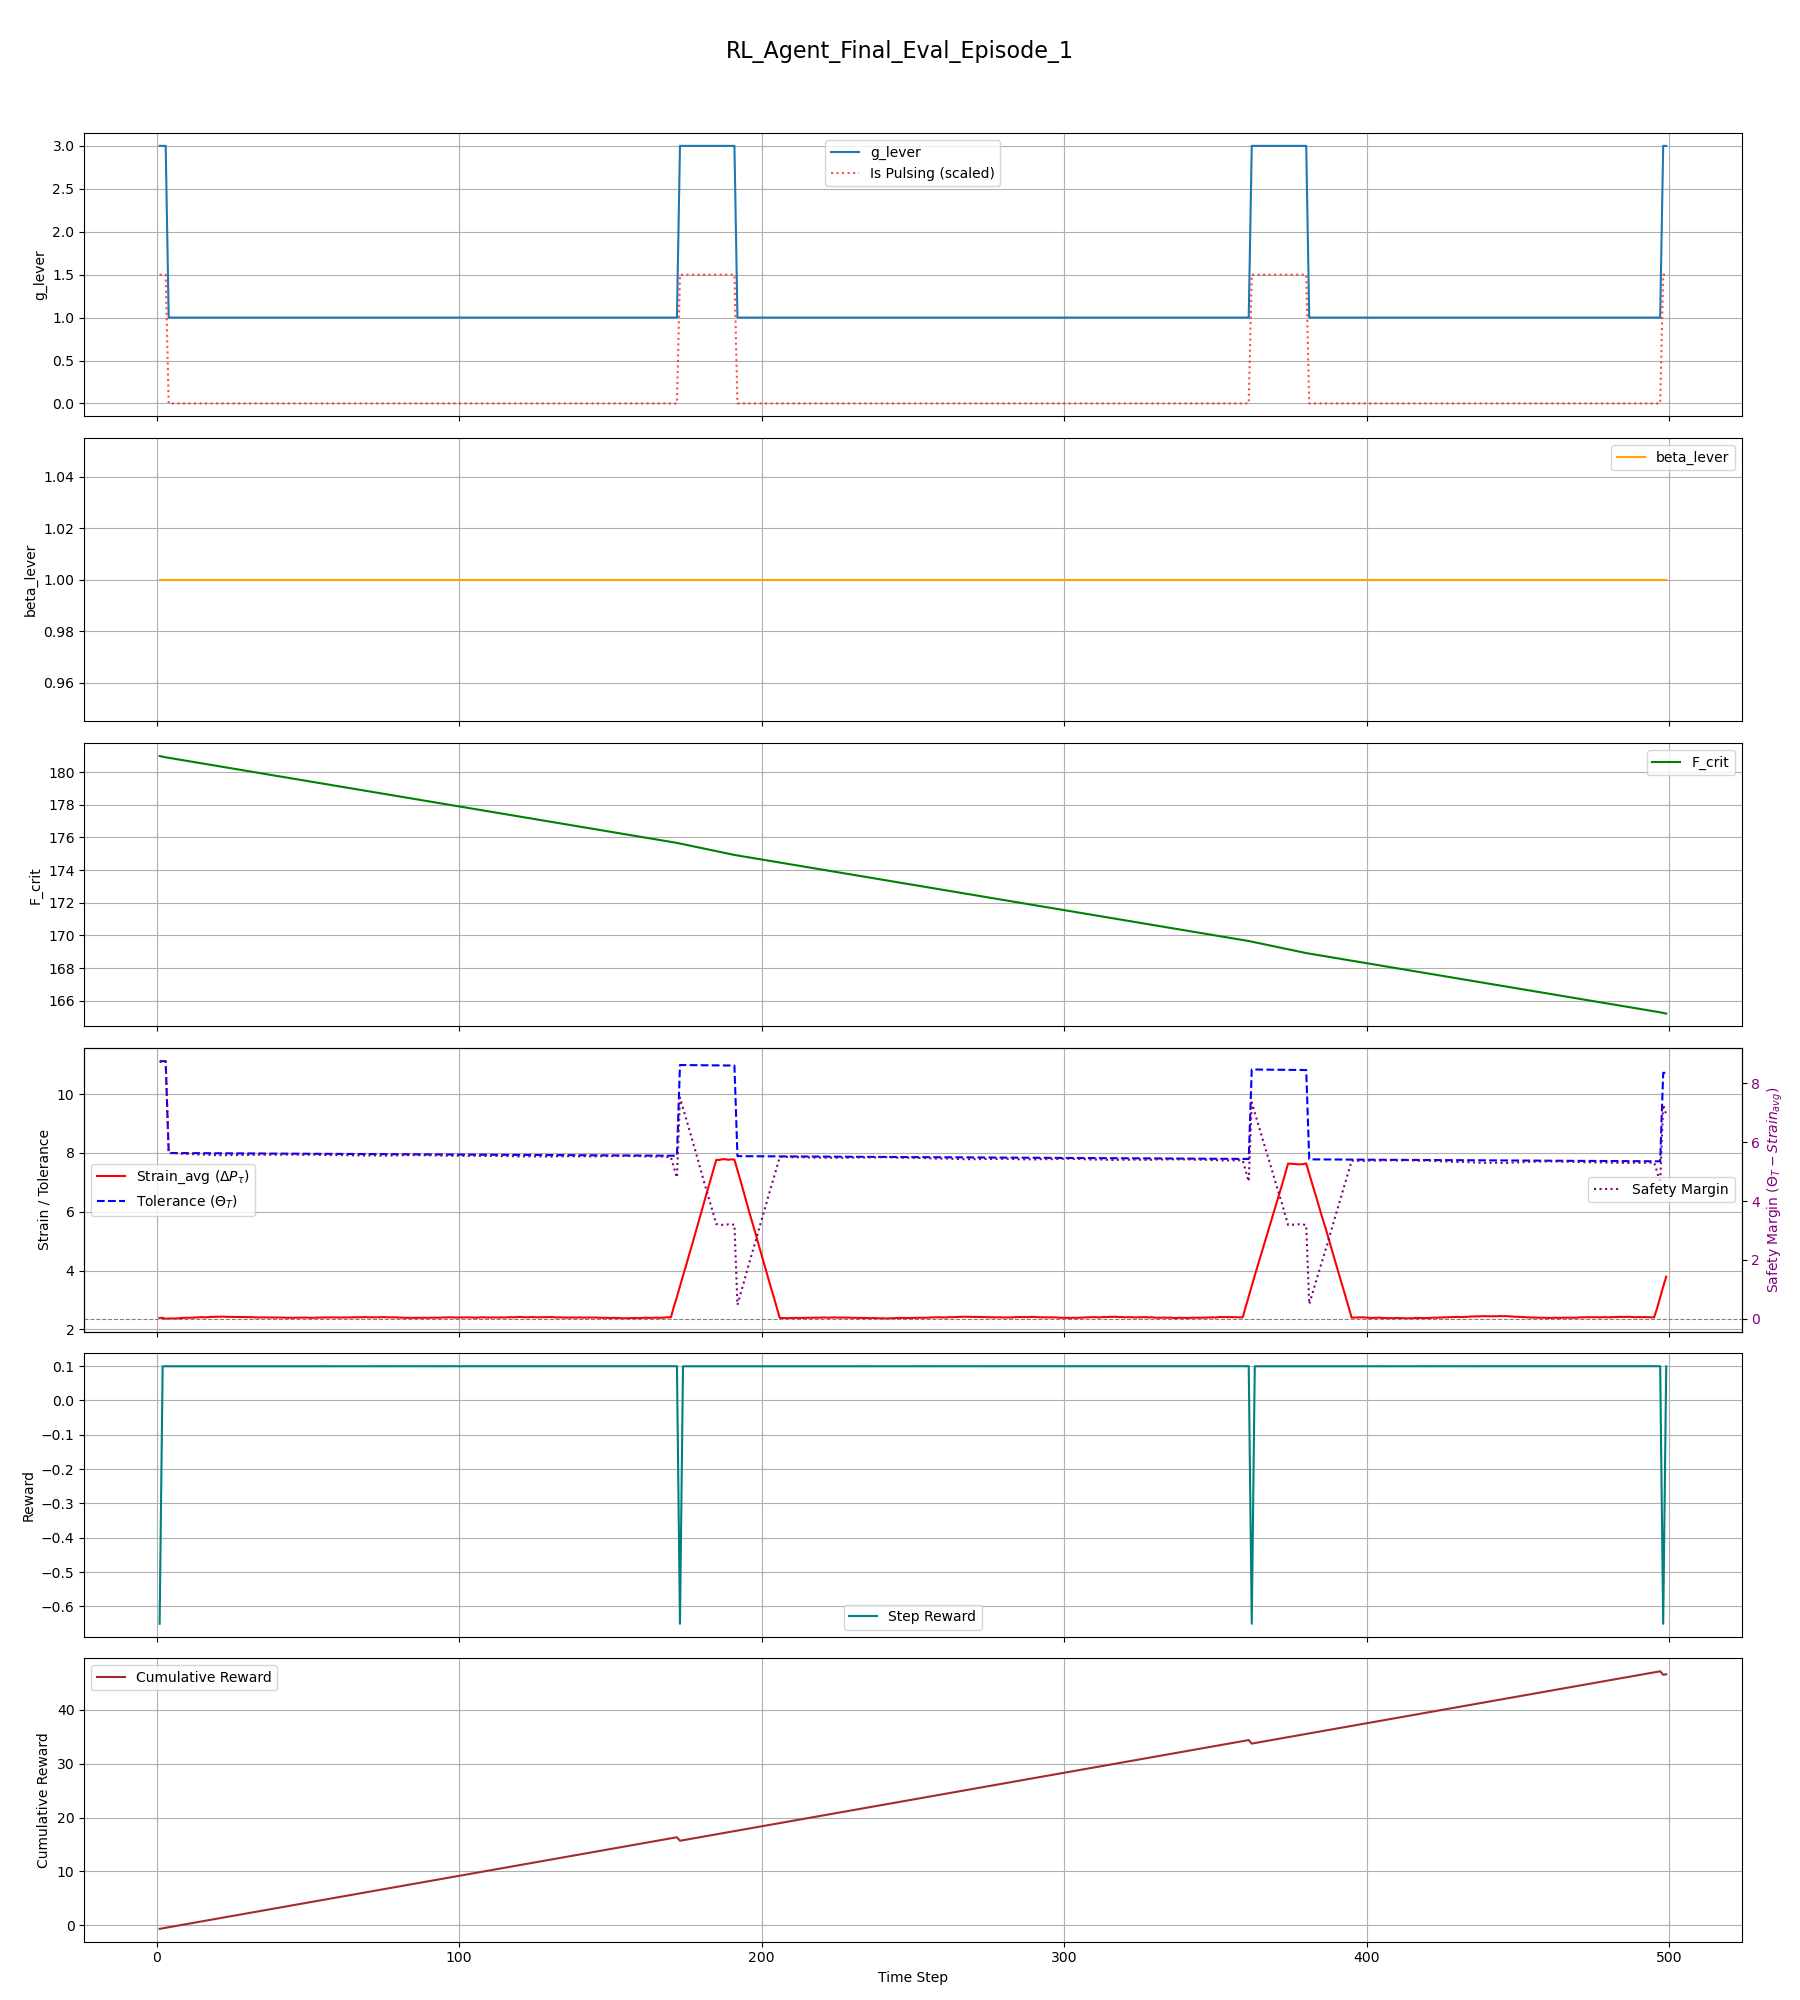 RL_Agent_Final_Eval_Episode_1
g_lever
3.0
2.5
2.0
1.5
1.0
0.5
0.0
g_lever
Is Pulsing (scaled)
beta_lever
1.04
1.02
1.00
0.98
0.96
beta_lever
F_crit
180
178
176
174
172
170
168
166
F_crit
Strain / Tolerance
10
8
6
4
2
Strain_avg (ΔP_τ)
Tolerance (Θ_T)
Safety Margin
8
6
4
2
0
Safety Margin (Θ_T − Strain_avg)
Reward
0.1
0.0
−0.1
−0.2
−0.3
−0.4
−0.5
−0.6
Step Reward
Cumulative Reward
40
30
20
10
0
Cumulative Reward
0 100 200 300 400 500
Time Step